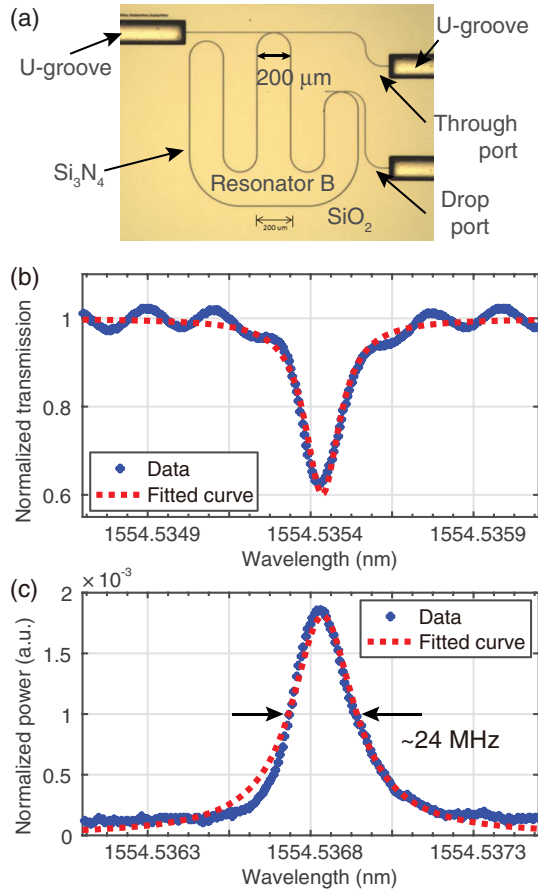 (a)
U-groove
U-groove
200 μm
Through
port
Si₃N₄
Resonator B
Drop
port
SiO₂
200 um
(b)
Normalized transmission
1
0.8
0.6
Data
Fitted curve
1554.5349
1554.5354
1554.5359
Wavelength (nm)
(c)
× 10⁻³
Normalized power (a.u.)
2
1.5
1
0.5
0
Data
Fitted curve
~24 MHz
1554.5363
1554.5368
1554.5373
Wavelength (nm)